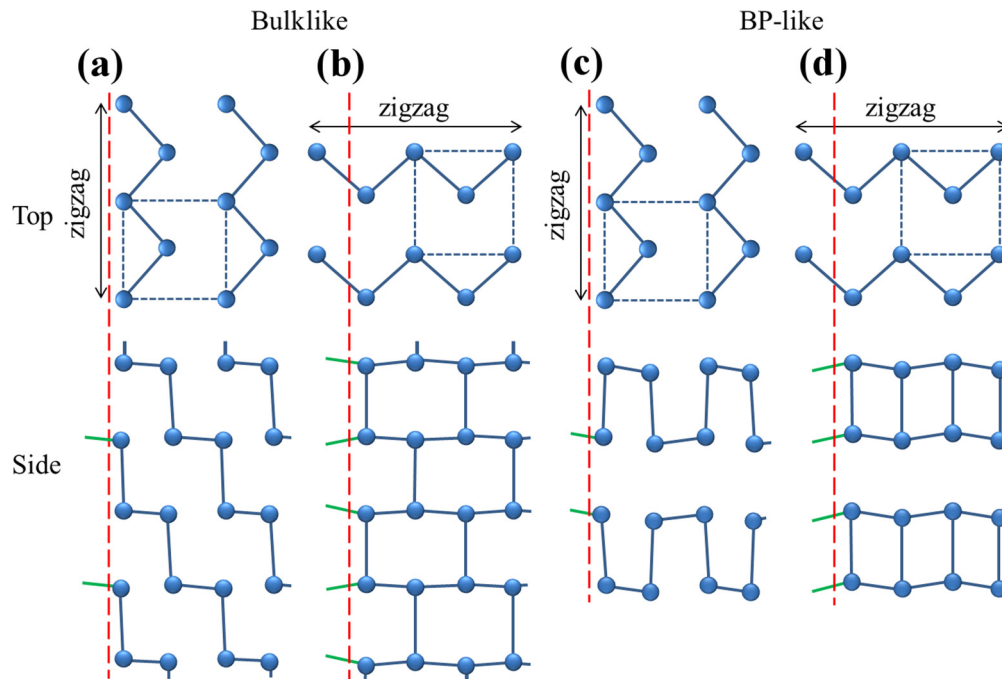 Bulklike
BP-like
(a)
(b)
(c)
(d)
zigzag
zigzag
Top
zigzag
zigzag
Side